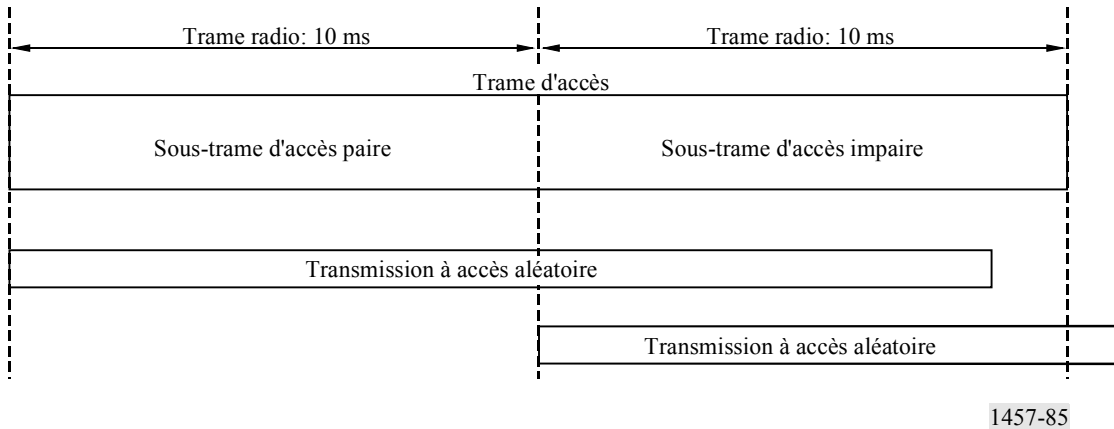 Trame radio: 10 ms
Trame radio: 10 ms
Trame d'accès
Sous-trame d'accès paire
Sous-trame d'accès impaire
Transmission à accès aléatoire
Transmission à accès aléatoire
1457-85